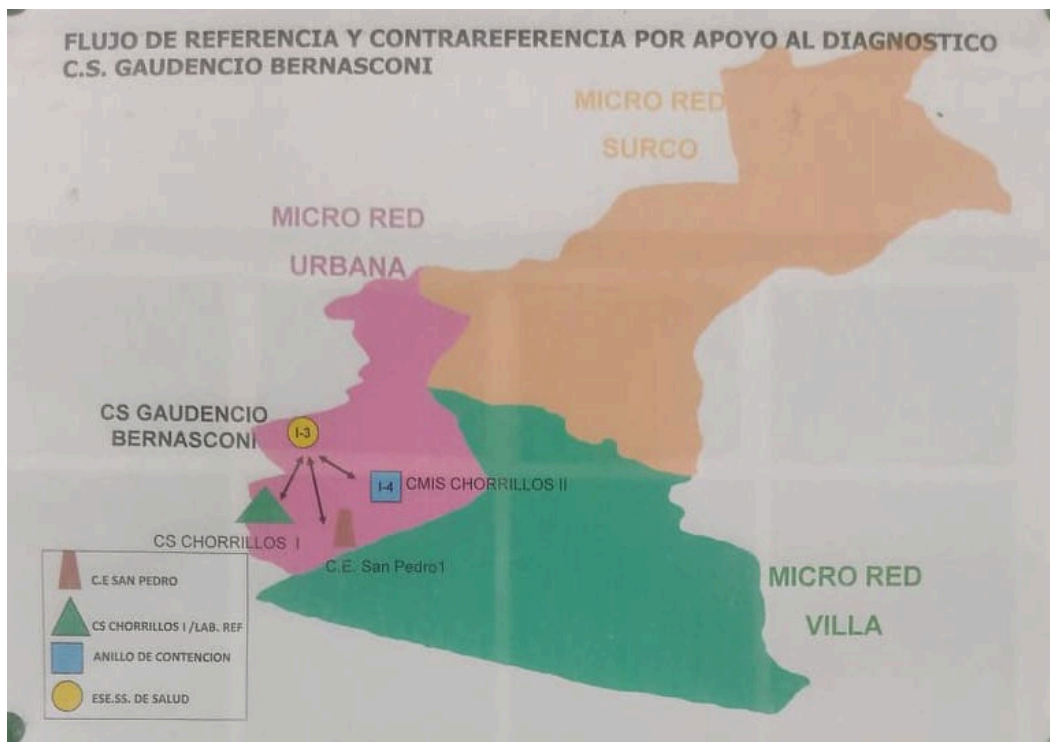 FLUJO DE REFERENCIA Y CONTRAREFERENCIA POR APOYO AL DIAGNOSTICO
C.S. GAUDENCIO BERNASCONI
MICRO RED
SURCO
MICRO RED
URBANA
CS GAUDENCIO
BERNASCONI
I-3
I-4 CMIS CHORRILLOS II
CS CHORRILLOS I
C.E. San Pedro1
C.E SAN PEDRO
CS CHORRILLOS I /LAB. REF
ANILLO DE CONTENCION
ESE.SS. DE SALUD
MICRO RED
VILLA